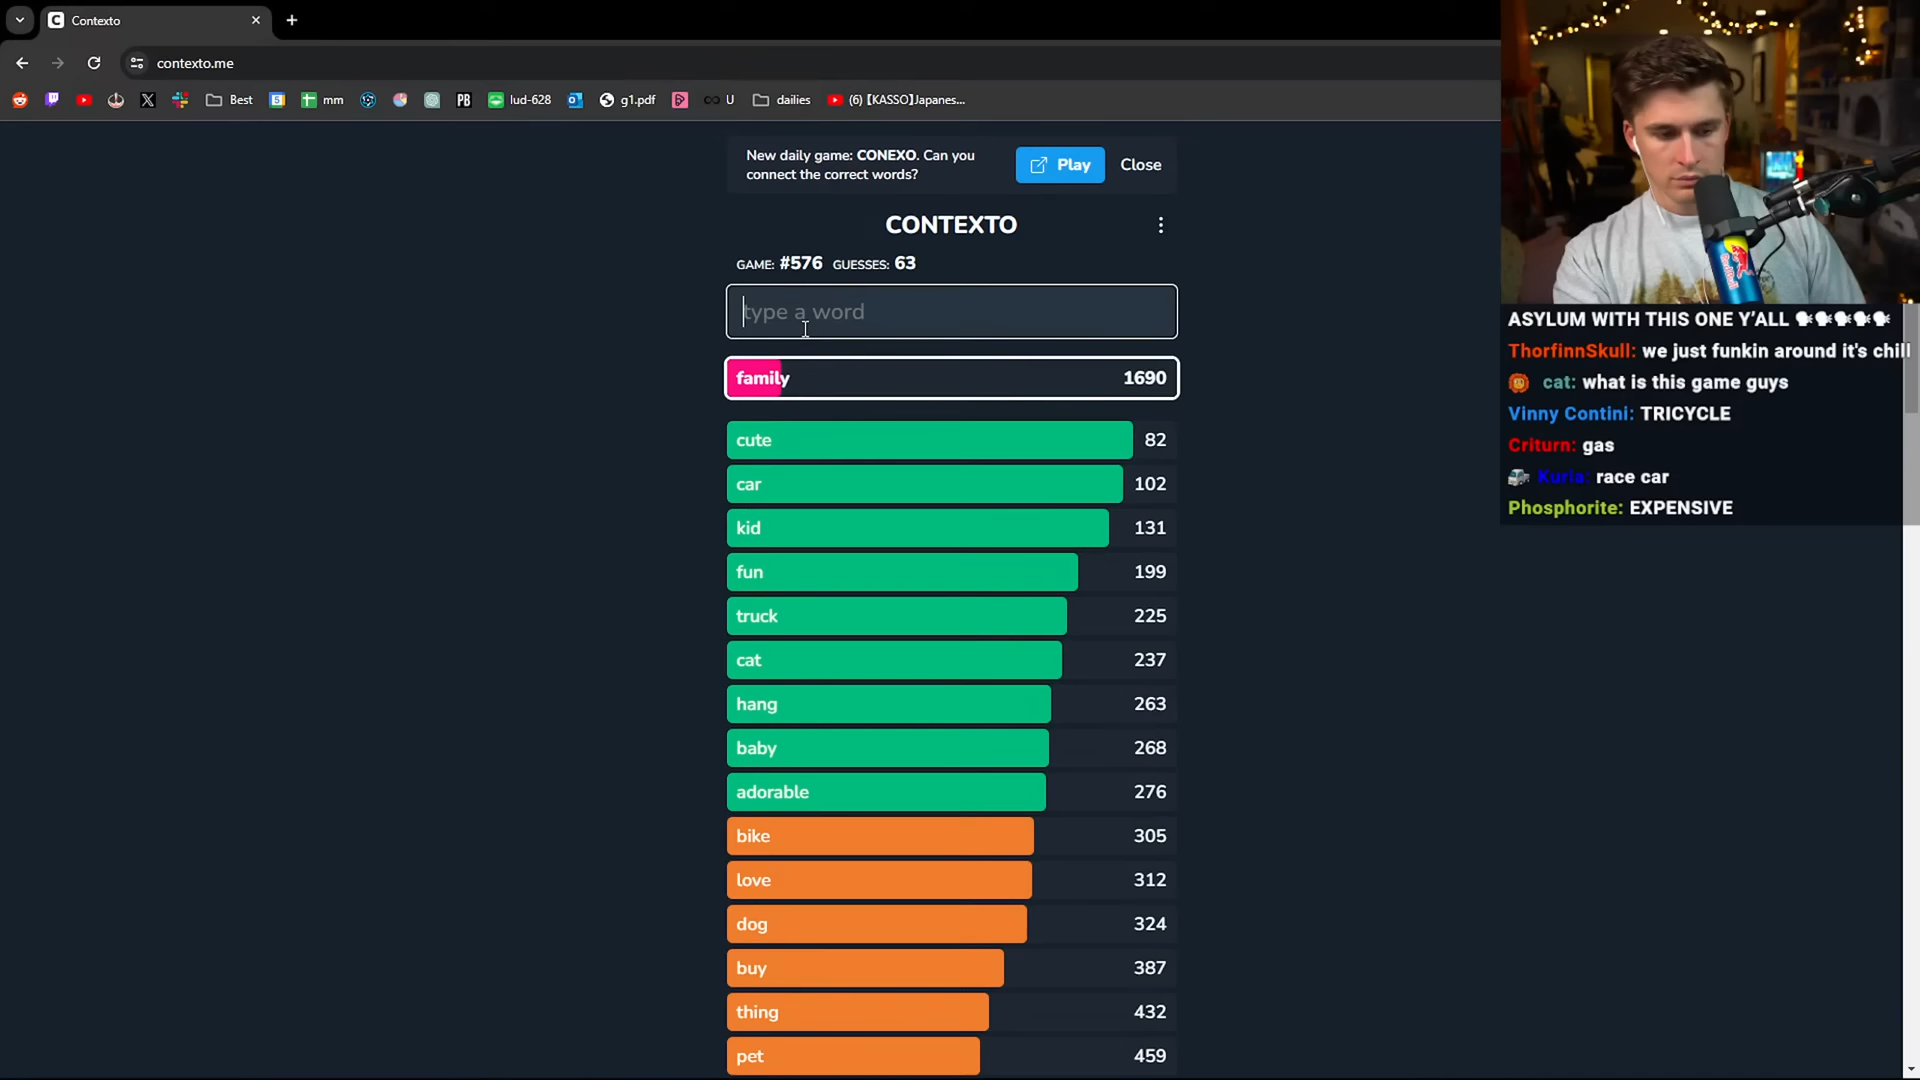 Contexto
contexto.me
Best
mm
PB
lud-628
g1.pdf
U
dailies
(6) 【KASSO】Japanes...
New daily game: CONEXO. Can you
connect the correct words?
Play
Close
CONTEXTO
GAME: #576 GUESSES: 63
type a word
family 1690
cute 82
car 102
kid 131
fun 199
truck 225
cat 237
hang 263
baby 268
adorable 276
bike 305
love 312
dog 324
buy 387
thing 432
pet 459
ASYLUM WITH THIS ONE Y'ALL 🗣️🗣️🗣️🗣️🗣️
ThorfinnSkull: we just funkin around it's chill
cat: what is this game guys
Vinny Contini: TRICYCLE
Criturn: gas
Kuria: race car
Phosphorite: EXPENSIVE